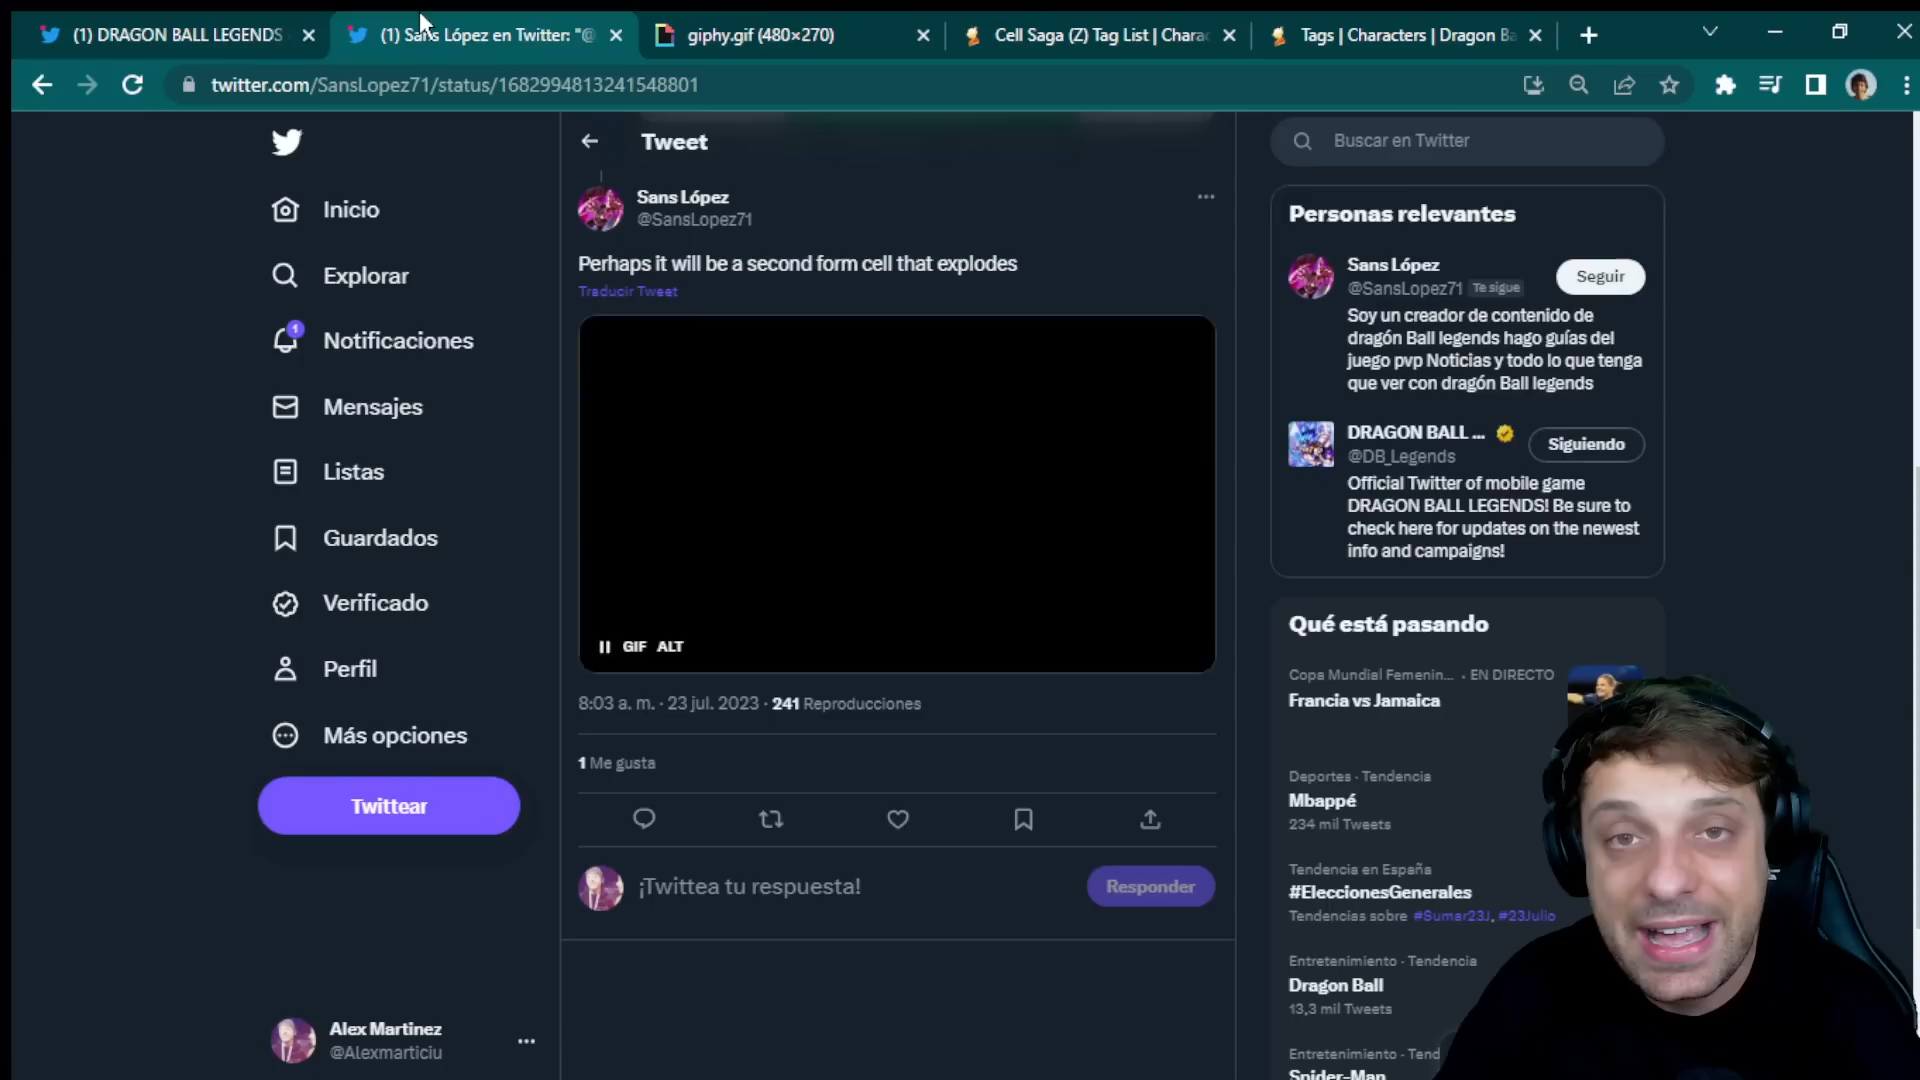 (1) DRAGON BALL LEGENDS
(1) Sans López en Twitter: "@
giphy.gif (480×270)
Cell Saga (Z) Tag List | Charac
Tags | Characters | Dragon Ba
twitter.com/SansLopez71/status/1682994813241548801
Inicio
Explorar
1
Notificaciones
Mensajes
Listas
Guardados
Verificado
Perfil
Más opciones
Twittear
Alex Martinez
@Alexmarticiu
Tweet
Sans López
@SansLopez71
Perhaps it will be a second form cell that explodes
Traducir Tweet
GIF ALT
8:03 a. m. · 23 jul. 2023 · 241 Reproducciones
1 Me gusta
¡Twittea tu respuesta!
Responder
Buscar en Twitter
Personas relevantes
Sans López
@SansLopez71 Te sigue
Seguir
Soy un creador de contenido de
dragón Ball legends hago guías del
juego pvp Noticias y todo lo que tenga
que ver con dragón Ball legends
DRAGON BALL ...
@DB_Legends
Siguiendo
Official Twitter of mobile game
DRAGON BALL LEGENDS! Be sure to
check here for updates on the newest
info and campaigns!
Qué está pasando
Copa Mundial Femenin... · EN DIRECTO
Francia vs Jamaica
Deportes · Tendencia
Mbappé
234 mil Tweets
Tendencia en España
#EleccionesGenerales
Tendencias sobre #Sumar23J, #23Julio
Entretenimiento · Tendencia
Dragon Ball
13,3 mil Tweets
Entretenimiento · Tend
Spider-Man